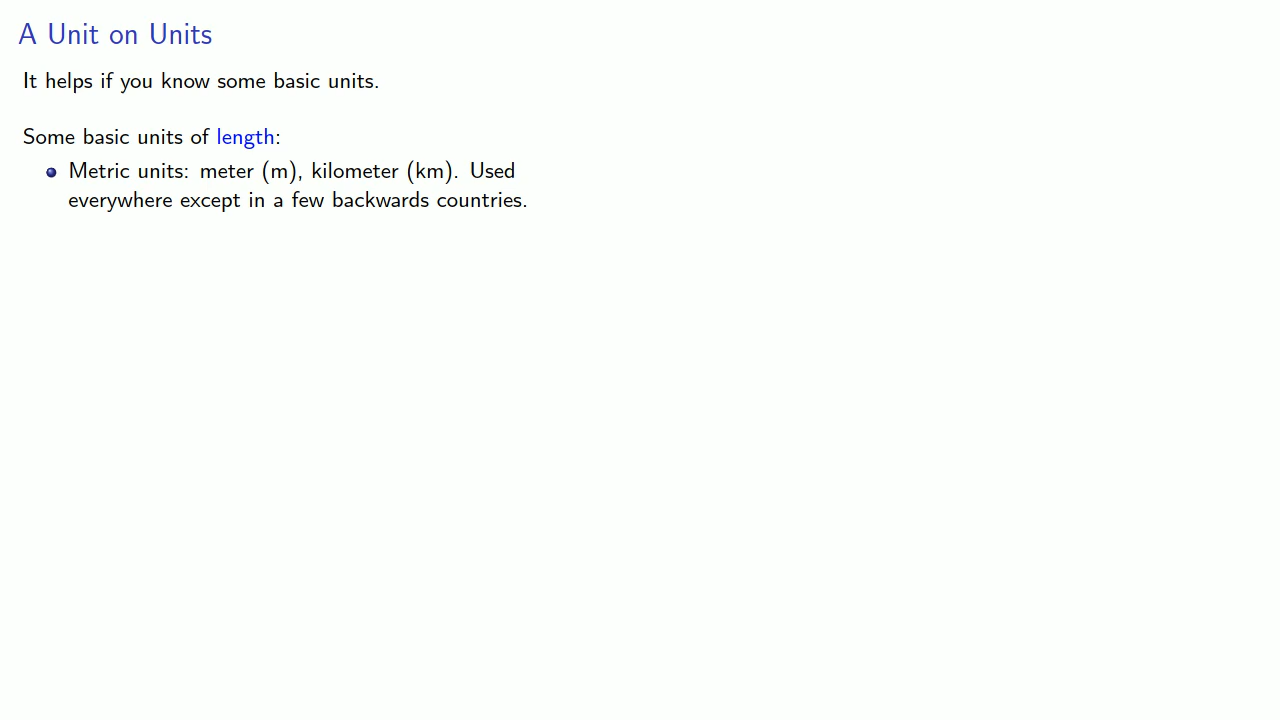 A Unit on Units
It helps if you know some basic units.
Some basic units of length:
Metric units: meter (m), kilometer (km). Used
everywhere except in a few backwards countries.